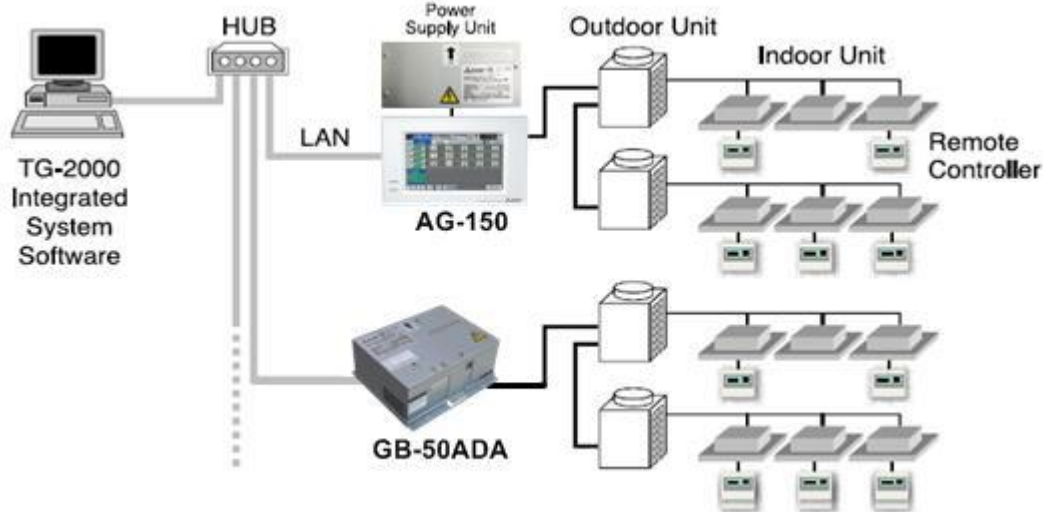 Power
Supply Unit
HUB
Outdoor Unit
Indoor Unit
LAN
Remote
Controller
TG-2000
Integrated
System
Software
AG-150
GB-50ADA